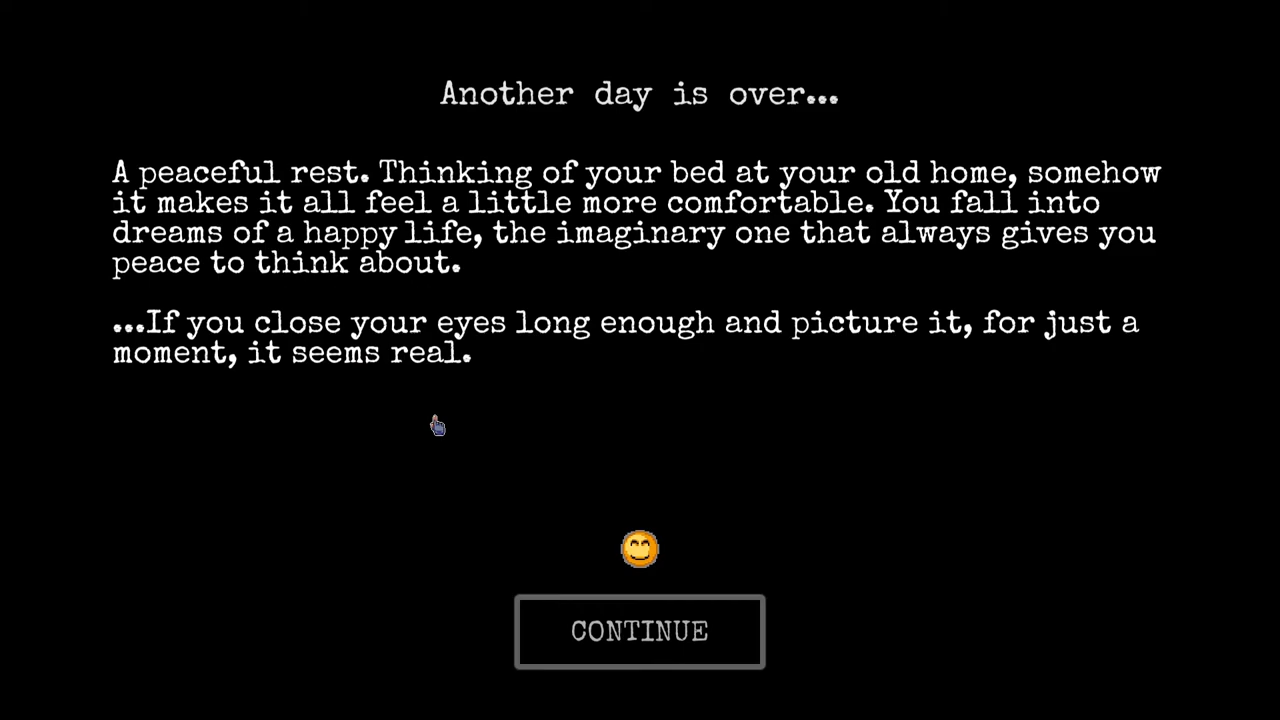 Another day is over...
A peaceful rest. Thinking of your bed at your old home, somehow
it makes it all feel a little more comfortable. You fall into
dreams of a happy life, the imaginary one that always gives you
peace to think about.
...If you close your eyes long enough and picture it, for just a
moment, it seems real.
CONTINUE